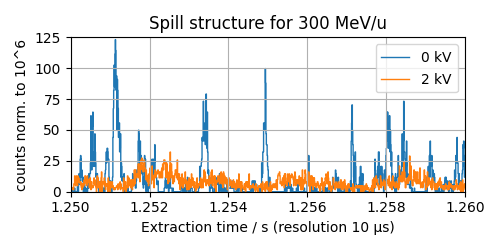 Spill structure for 300 MeV/u
counts norm. to 10^6
125
100
75
50
25
0
0 kV
2 kV
1.250 1.252 1.254 1.256 1.258 1.260
Extraction time / s (resolution 10 µs)